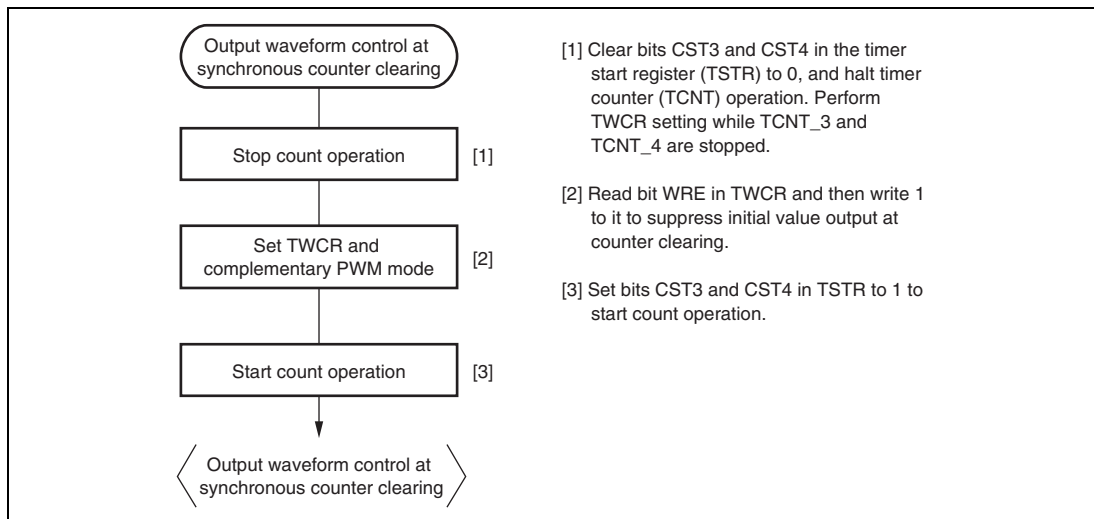 Output waveform control at
synchronous counter clearing
Stop count operation
[1]
Set TWCR and
complementary PWM mode
[2]
Start count operation
[3]
Output waveform control at
synchronous counter clearing
[1] Clear bits CST3 and CST4 in the timer
start register (TSTR) to 0, and halt timer
counter (TCNT) operation. Perform
TWCR setting while TCNT_3 and
TCNT_4 are stopped.
[2] Read bit WRE in TWCR and then write 1
to it to suppress initial value output at
counter clearing.
[3] Set bits CST3 and CST4 in TSTR to 1 to
start count operation.